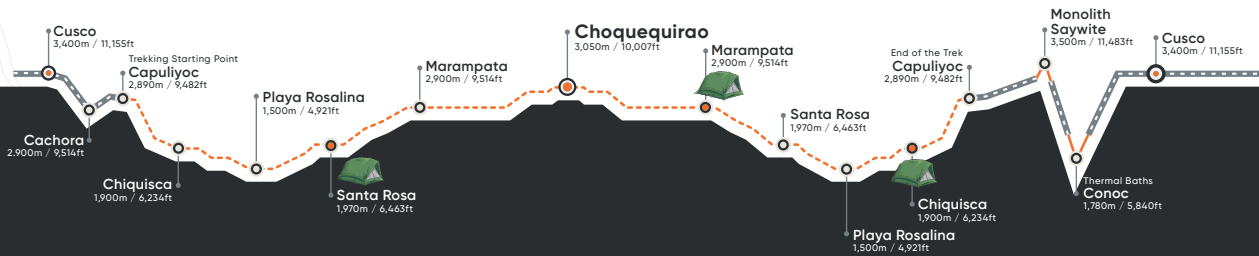 Cusco
3,400m / 11,155ft
Cachora
2.900m / 9,514ft
Trekking Starting Point
Capuliyoc
2,890m / 9,482ft
Chiquisca
1,900m / 6,234ft
Playa Rosalina
1,500m / 4,921ft
Santa Rosa
1,970m / 6,463ft
Marampata
2,900m / 9,514ft
Choquequirao
3,050m / 10,007ft
Marampata
2,900m / 9,514ft
Santa Rosa
1,970m / 6,463ft
Playa Rosalina
1,500m / 4,921ft
Chiquisca
1,900m / 6,234ft
End of the Trek
Capuliyoc
2,890m / 9,482ft
Monolith
Saywite
3,500m / 11,483ft
Thermal Baths
Conoc
1,780m / 5,840ft
Cusco
3,400m / 11,155ft